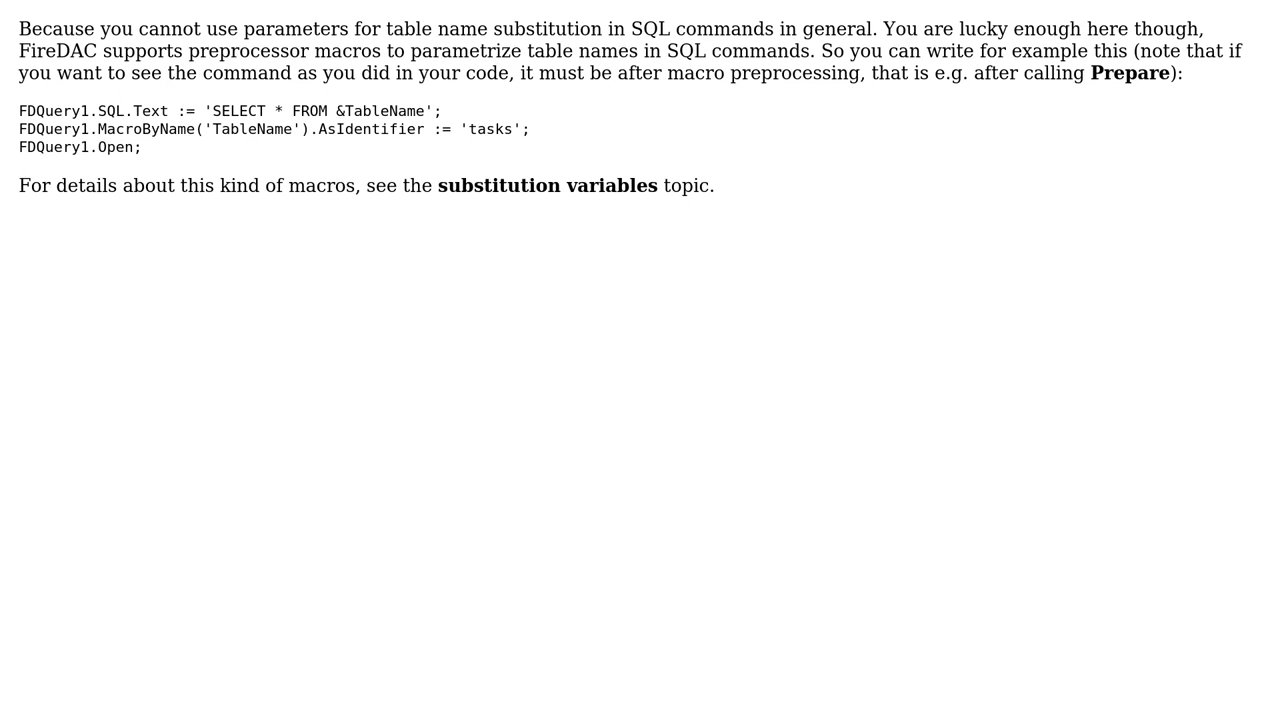 Because you cannot use parameters for table name substitution in SQL commands in general. You are lucky enough here though,
FireDAC supports preprocessor macros to parametrize table names in SQL commands. So you can write for example this (note that if
you want to see the command as you did in your code, it must be after macro preprocessing, that is e.g. after calling Prepare):
FDQuery1.SQL.Text := 'SELECT * FROM &TableName';
FDQuery1.MacroByName('TableName').AsIdentifier := 'tasks';
FDQuery1.Open;
For details about this kind of macros, see the substitution variables topic.